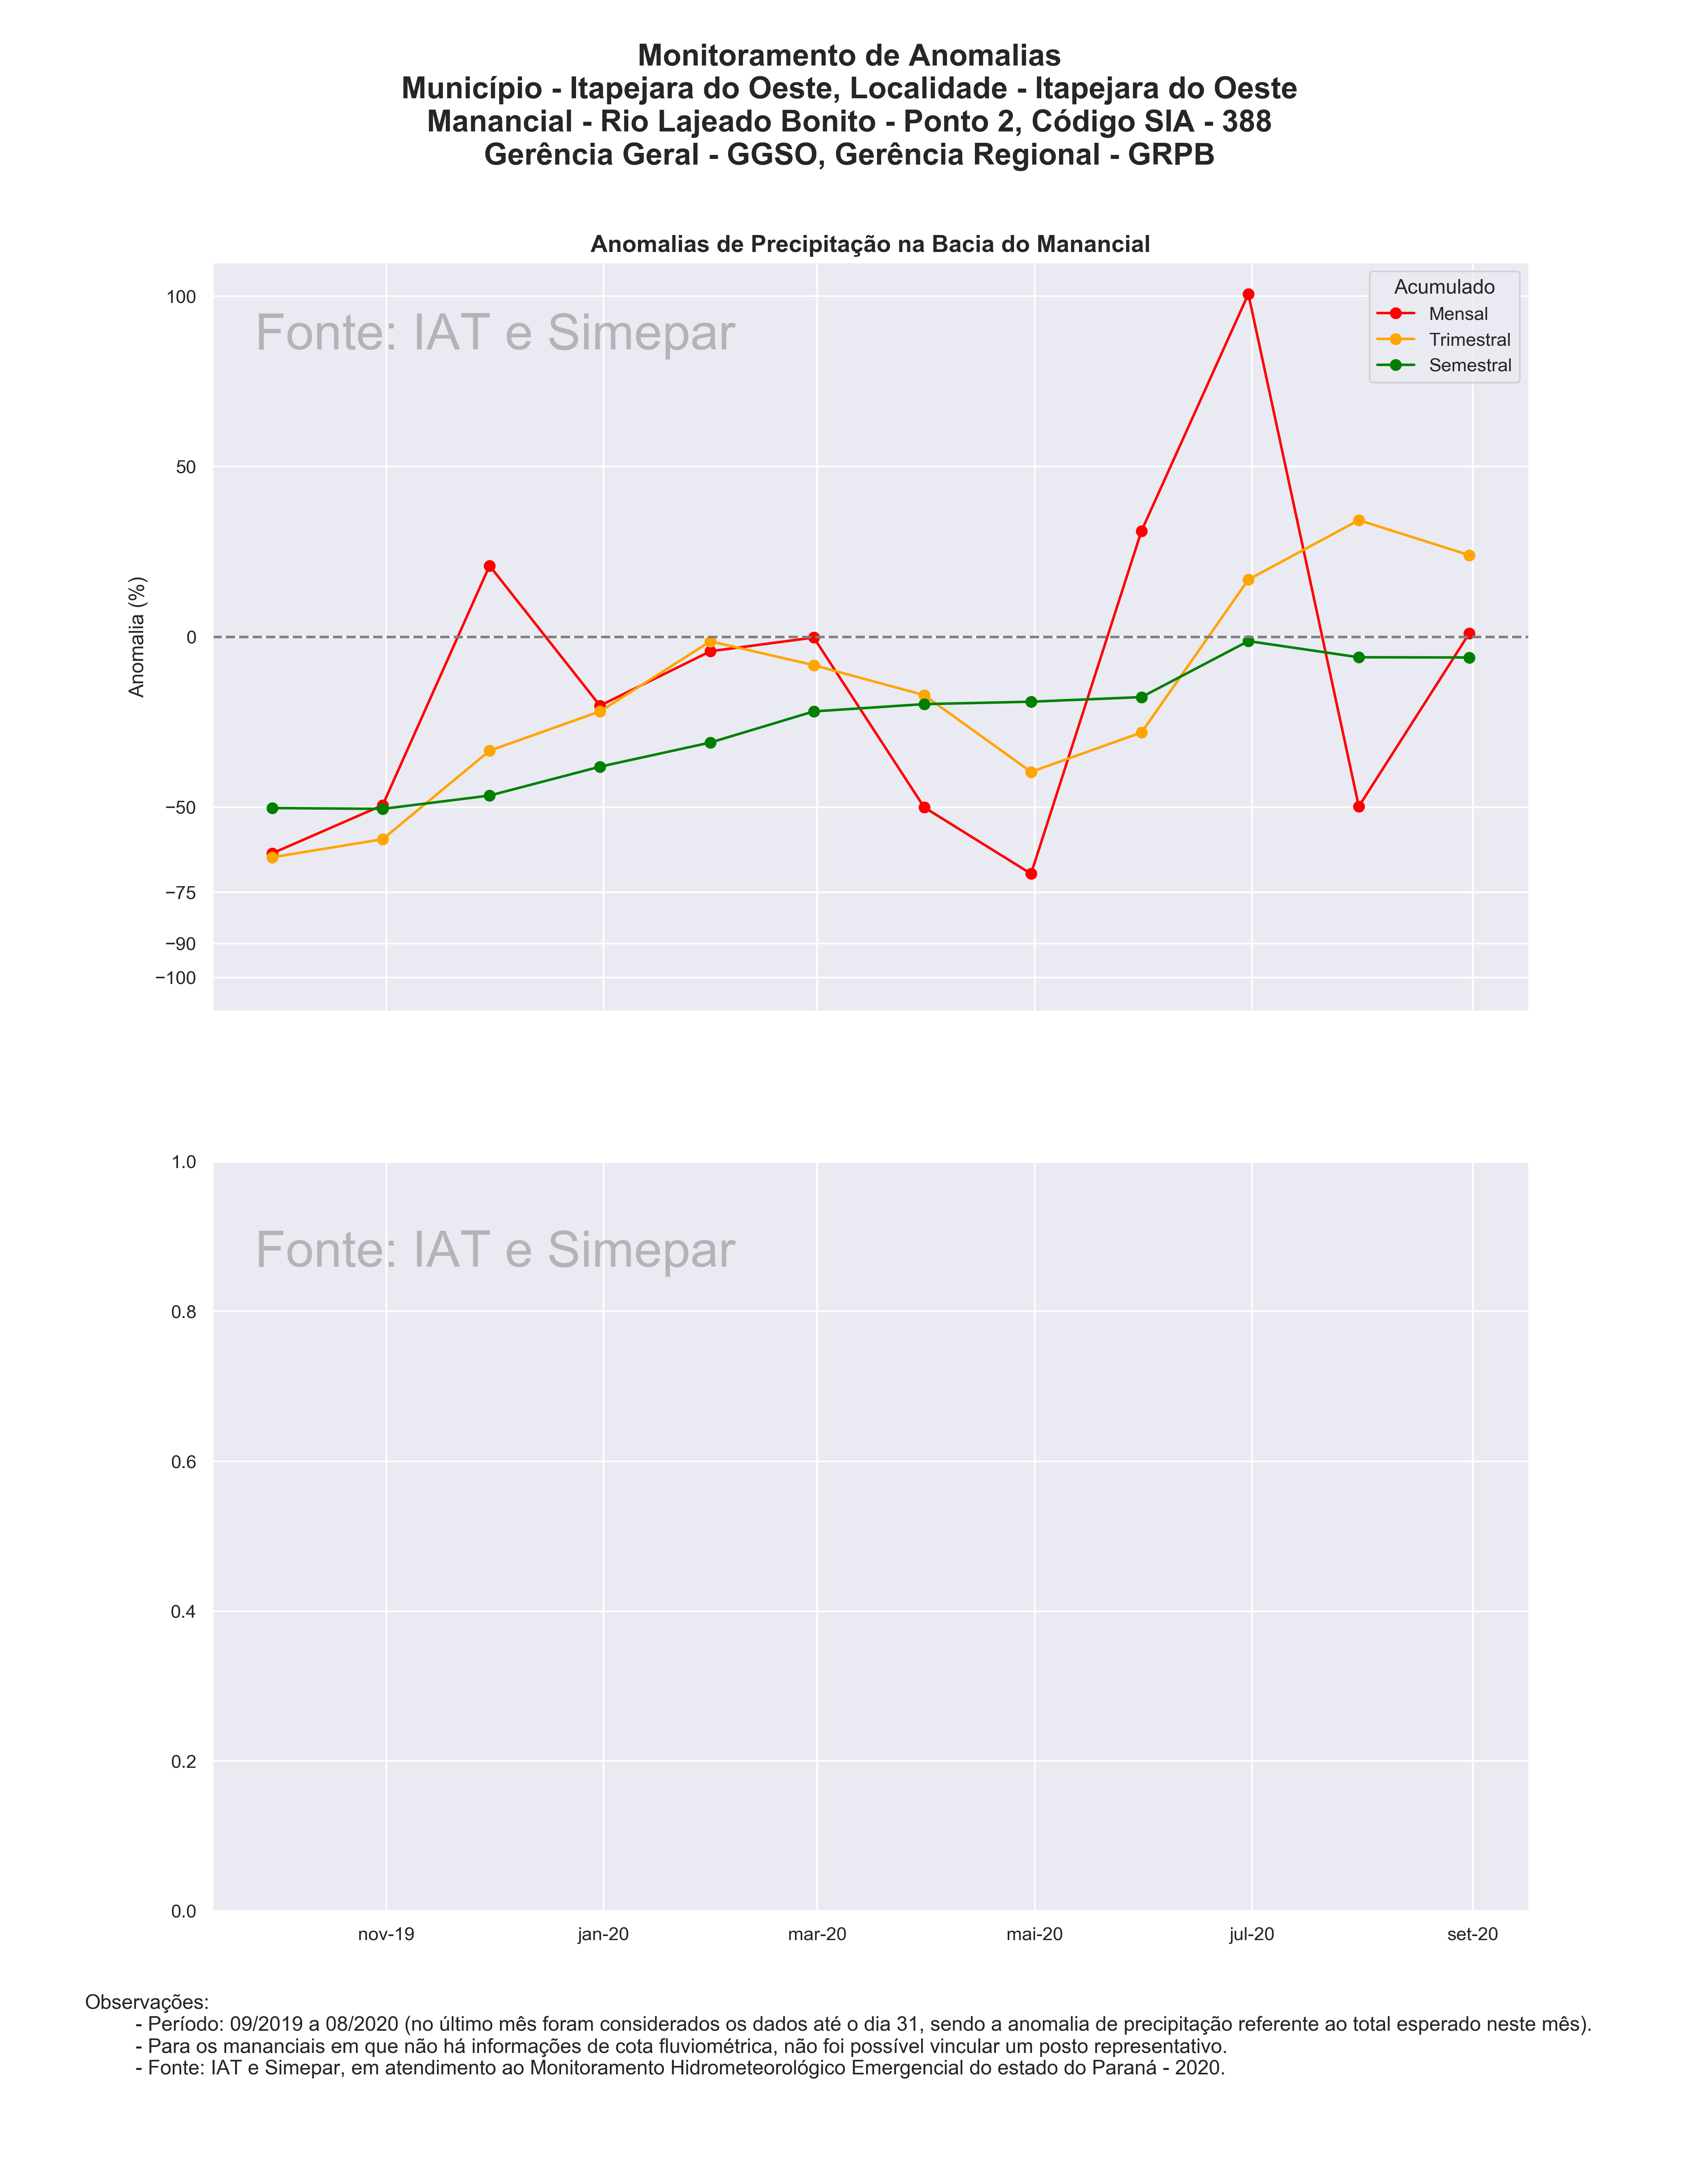 Monitoramento de Anomalias
Município - Itapejara do Oeste, Localidade - Itapejara do Oeste
Manancial - Rio Lajeado Bonito - Ponto 2, Código SIA - 388
Gerência Geral - GGSO, Gerência Regional - GRPB
Anomalias de Precipitação na Bacia do Manancial
Fonte: IAT e Simepar
Acumulado
Mensal
Trimestral
Semestral
Anomalia (%)
100
50
0
−50
−75
−90
−100
Fonte: IAT e Simepar
1.0
0.8
0.6
0.4
0.2
0.0
nov-19 jan-20 mar-20 mai-20 jul-20 set-20
Observações:
- Período: 09/2019 a 08/2020 (no último mês foram considerados os dados até o dia 31, sendo a anomalia de precipitação referente ao total esperado neste mês).
- Para os mananciais em que não há informações de cota fluviométrica, não foi possível vincular um posto representativo.
- Fonte: IAT e Simepar, em atendimento ao Monitoramento Hidrometeorológico Emergencial do estado do Paraná - 2020.